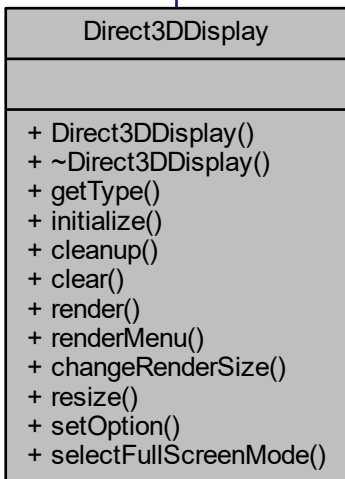 Direct3DDisplay
+ Direct3DDisplay()
+ ~Direct3DDisplay()
+ getType()
+ initialize()
+ cleanup()
+ clear()
+ render()
+ renderMenu()
+ changeRenderSize()
+ resize()
+ setOption()
+ selectFullScreenMode()